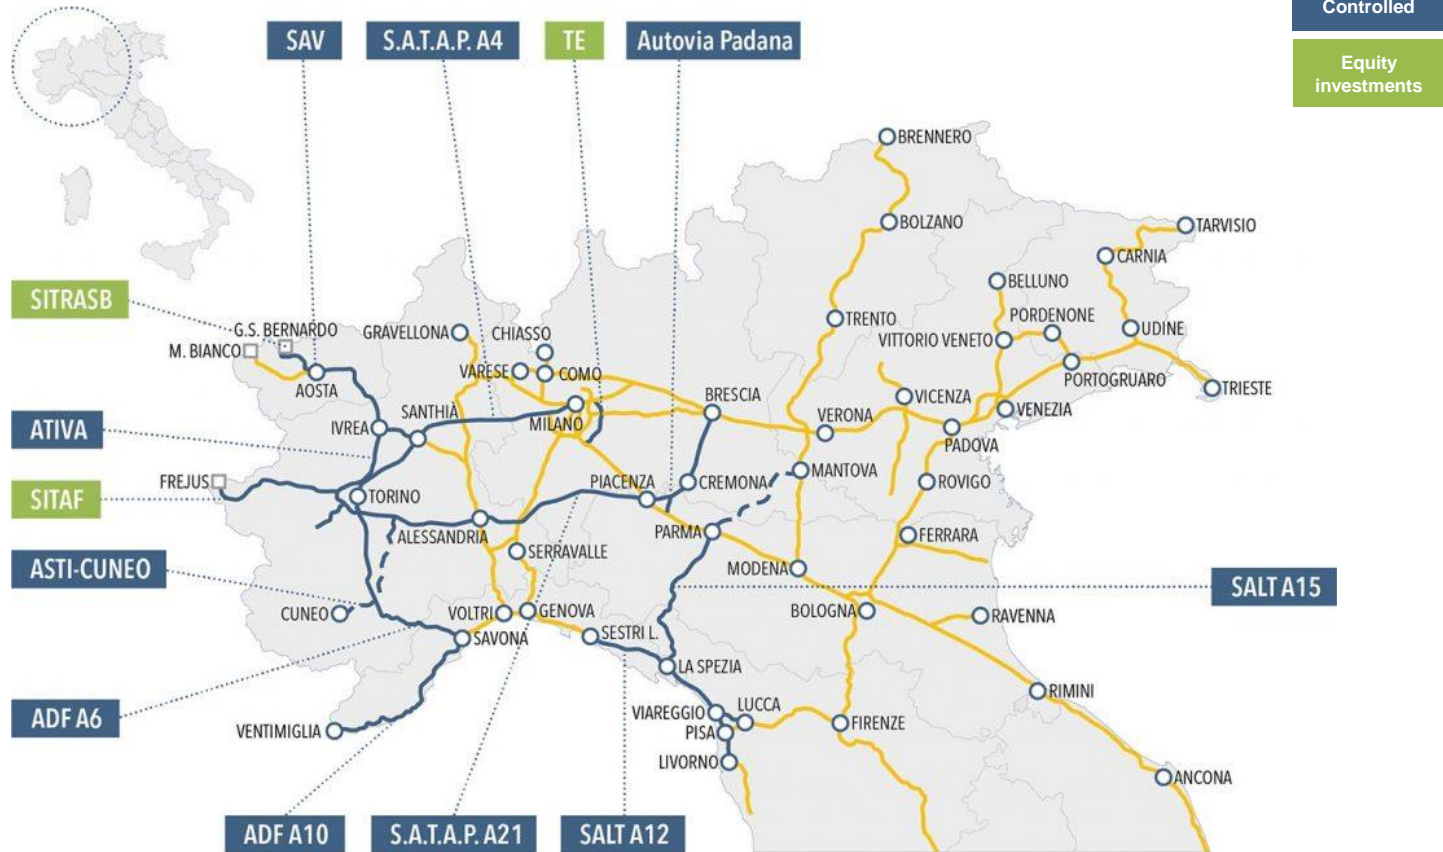 Controlled
Equity
investments
SAV
S.A.T.A.P. A4
TE
Autovia Padana
BRENNERO
BOLZANO
TARVISIO
CARNIA
BELLUNO
SITRASB
PORDENONE
TRENTO
UDINE
G.S. BERNARDO
GRAVELLONA
CHIASSO
VITTORIO VENETO
M. BIANCO
VARESE
COMO
PORTOGRUARO
TRIESTE
AOSTA
BRESCIA
VICENZA
SANTHIÀ
VERONA
VENEZIA
ATIVA
IVREA
MILANO
PADOVA
MANTOVA
FREJUS
PIACENZA
CREMONA
ROVIGO
SITAF
TORINO
ALESSANDRIA
PARMA
FERRARA
SERRAVALLE
ASTI-CUNEO
MODENA
SALT A15
CUNEO
VOLTRI
GENOVA
BOLOGNA
RAVENNA
SAVONA
SESTRI L.
LA SPEZIA
RIMINI
ADF A6
VIAREGGIO
LUCCA
VENTIMIGLIA
PISA
FIRENZE
LIVORNO
ANCONA
ADF A10
S.A.T.A.P. A21
SALT A12